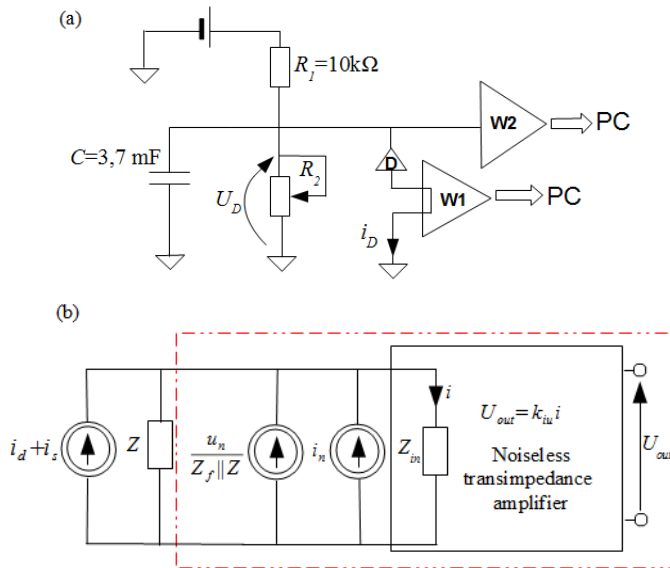 (a)
R1=10kΩ
W2
PC
C=3,7 mF
R2
D
UD
W1
PC
iD
(b)
id+is
Z
un
Zf||Z
in
i
Zin
Uout=kiu i
Noiseless
transimpedance
amplifier
Uout